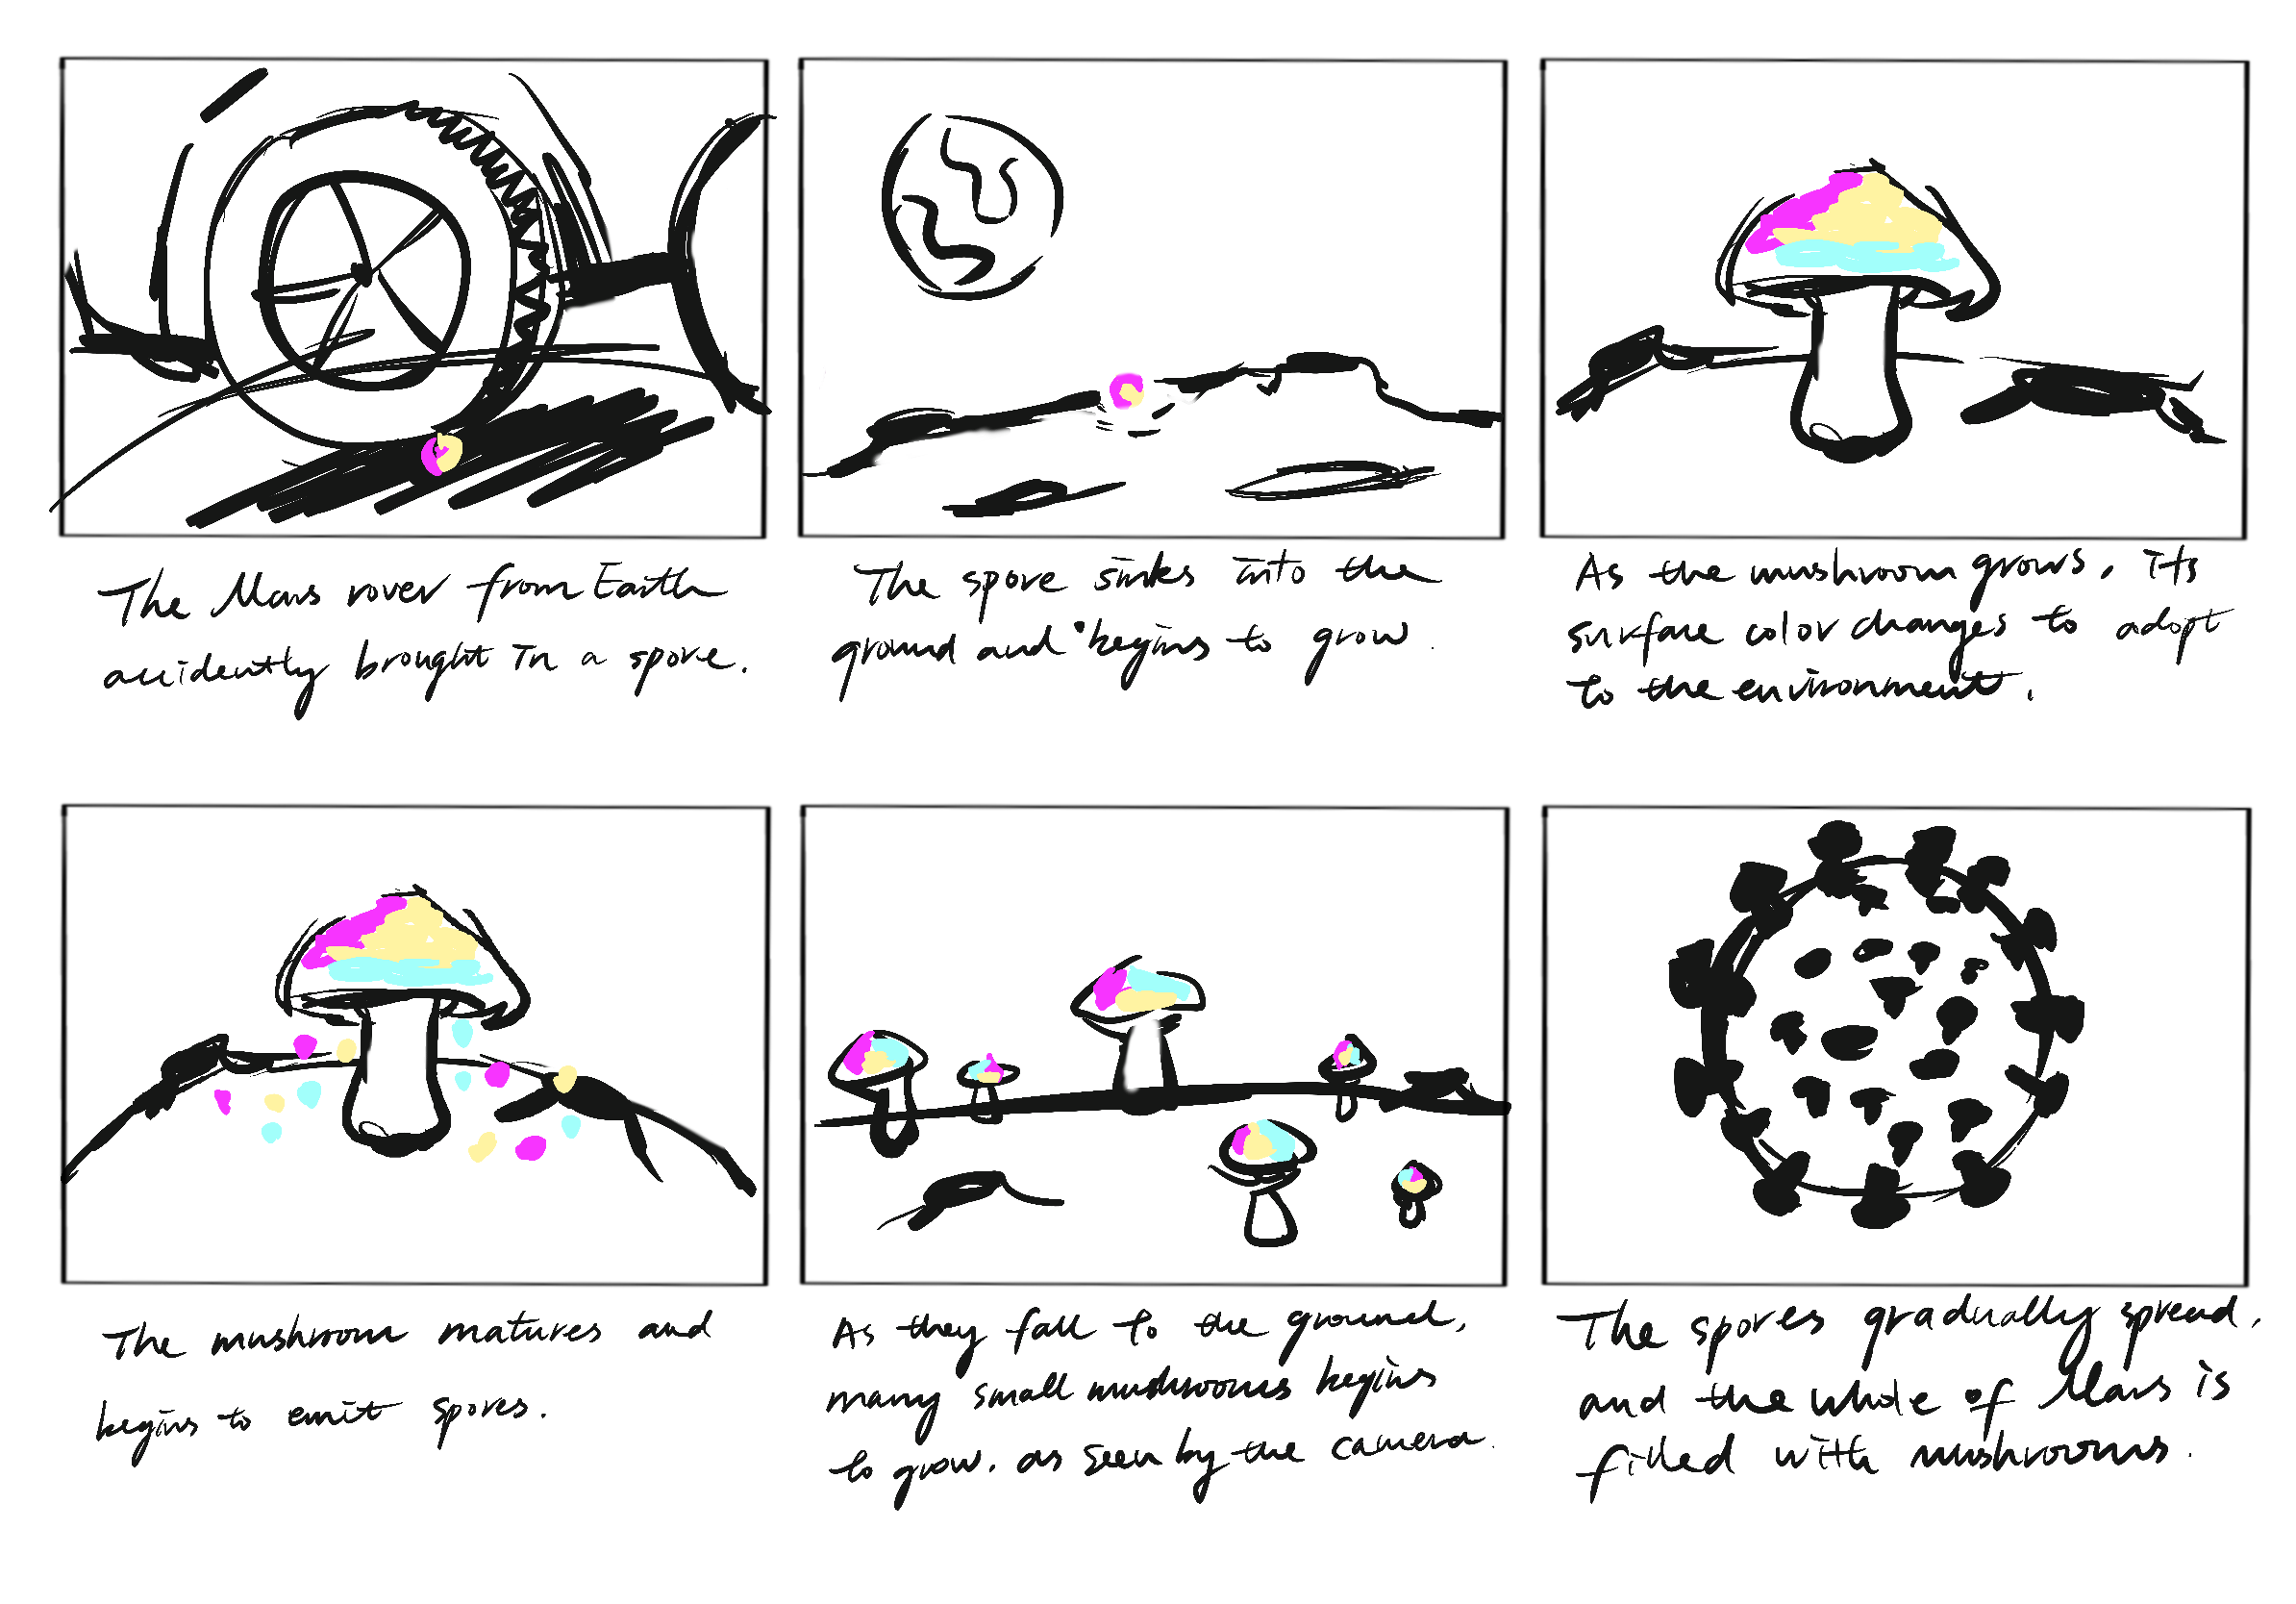 The Mars rover from Earth
accidently brought in a spore.
The spore sinks into the
ground and begins to grow.
As the mushroom grows, its
surface color changes to adopt
to the environment.
The mushroom matures and
begins to emit spores.
As they fall to the ground,
many small mushrooms begins
to grow. as seen by the camera.
The spores gradually spread,
and the whole of Mars is
filled with mushrooms.